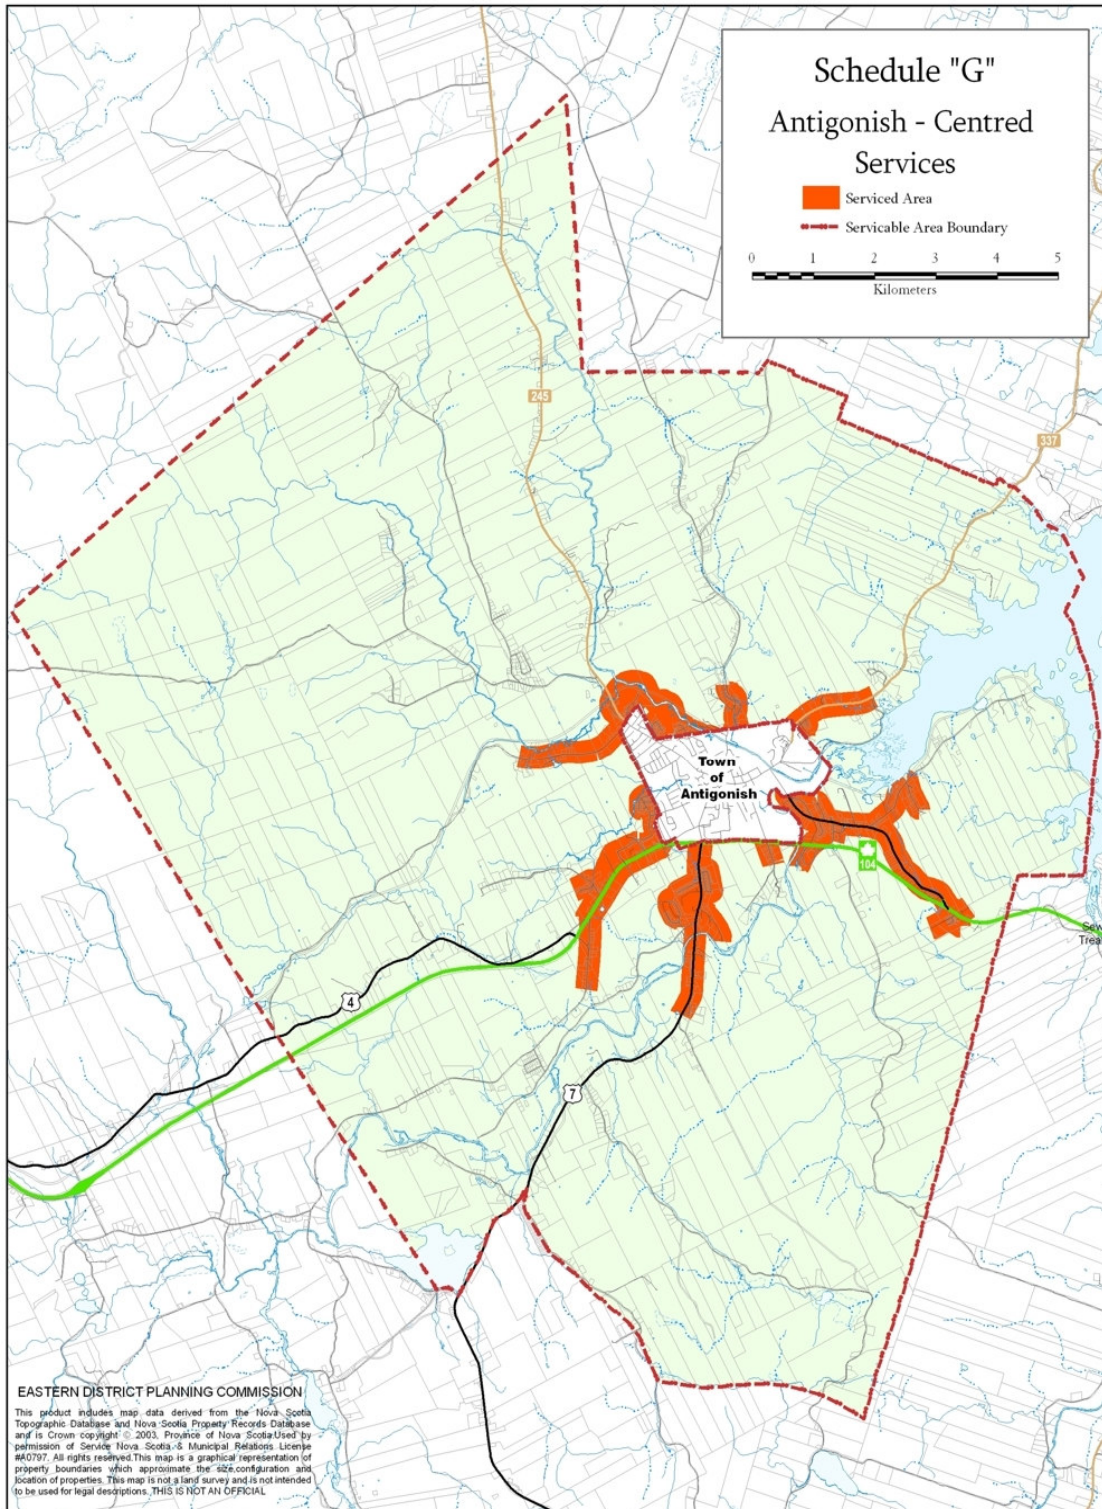 Schedule "G"
Antigonish - Centred
Services
Serviced Area
Servicable Area Boundary
0 1 2 3 4 5
Kilometers
245
337
Town
of
Antigonish
104
Sew
Trea
4
7
EASTERN DISTRICT PLANNING COMMISSION
This product includes map data derived from the Nova Scotia
Topographic Database and Nova Scotia Property Records Database
and is Crown copyright © 2003, Province of Nova Scotia.Used by
permission of Service Nova Scotia & Municipal Relations License
#A0797. All rights reserved.This map is a graphical representation of
property boundaries which approximate the size,configuration and
location of properties. This map is not a land survey and is not intended
to be used for legal descriptions. THIS IS NOT AN OFFICIAL